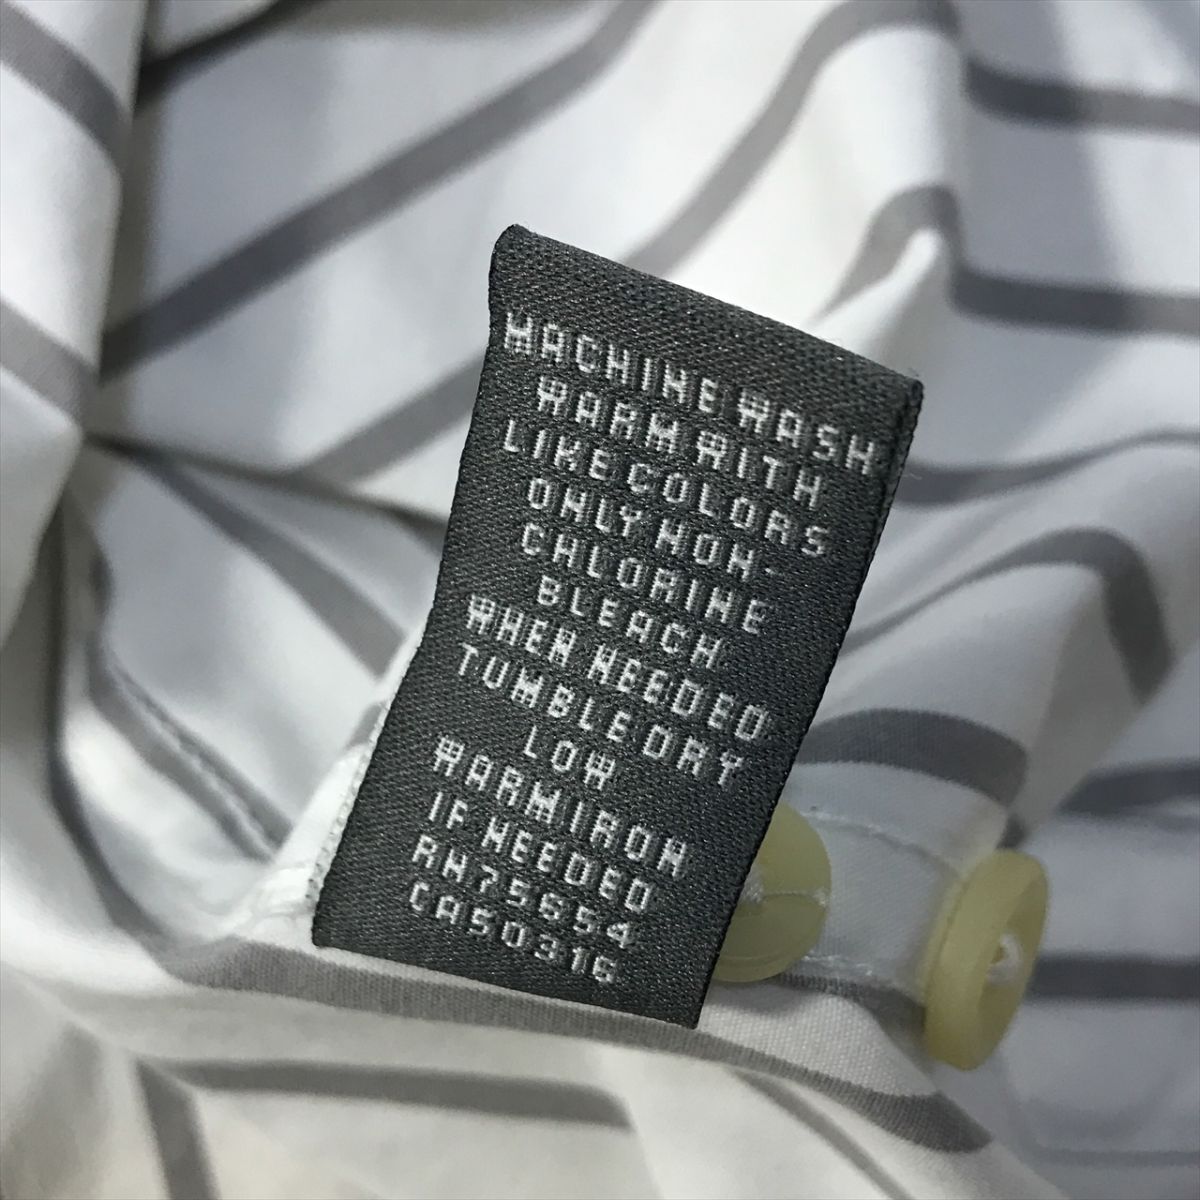 MACHINE WASH
WARM WITH
LIKE COLORS
ONLY NON-
CHLORINE
BLEACH
WHEN NEEDED
TUMBLE DRY
LOW
WARM IRON
IF NEEDED
RN75654
CA50316